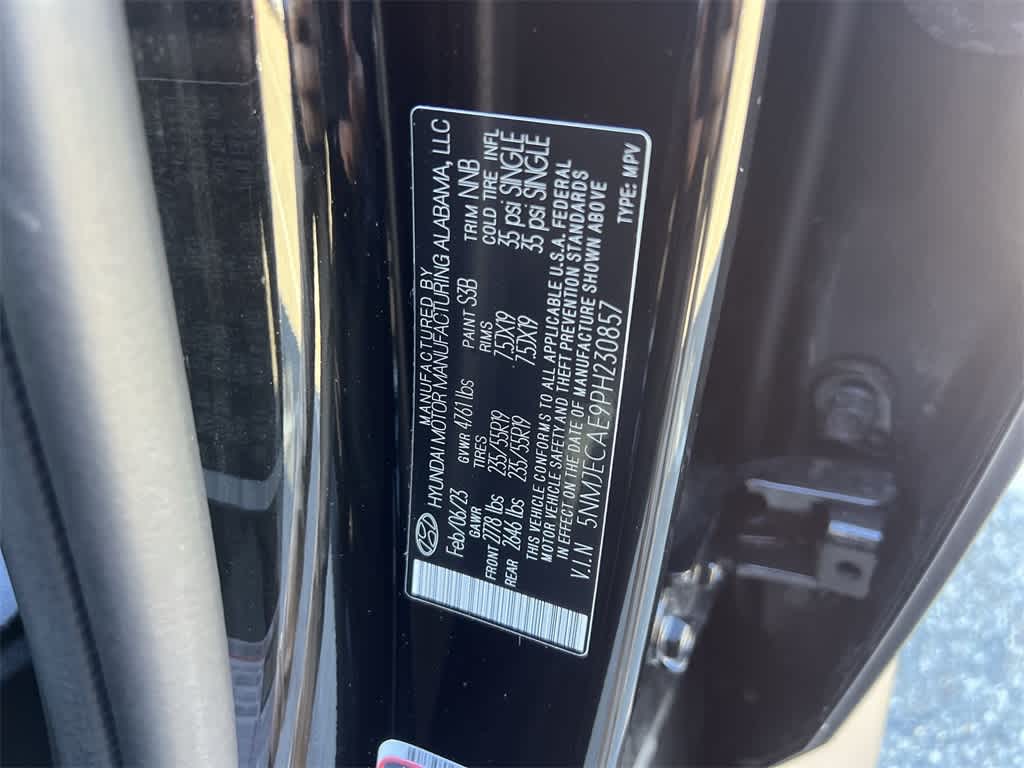 MANUFACTURED BY
HYUNDAI MOTOR MANUFACTURING ALABAMA, LLC
Feb/06/23 GVWR 4761 lbs PAINT S3B TRIM NNB
GAWR TIRES RIMS COLD TIRE INFL
FRONT 2778 lbs 235/55R19 7.5JX19 35 psi SINGLE
REAR 2646 lbs 235/55R19 7.5JX19 35 psi SINGLE
THIS VEHICLE CONFORMS TO ALL APPLICABLE U.S.A. FEDERAL
MOTOR VEHICLE SAFETY AND THEFT PREVENTION STANDARDS
IN EFFECT ON THE DATE OF MANUFACTURE SHOWN ABOVE
V.I.N 5NMJECAE9PH230857 TYPE: MPV